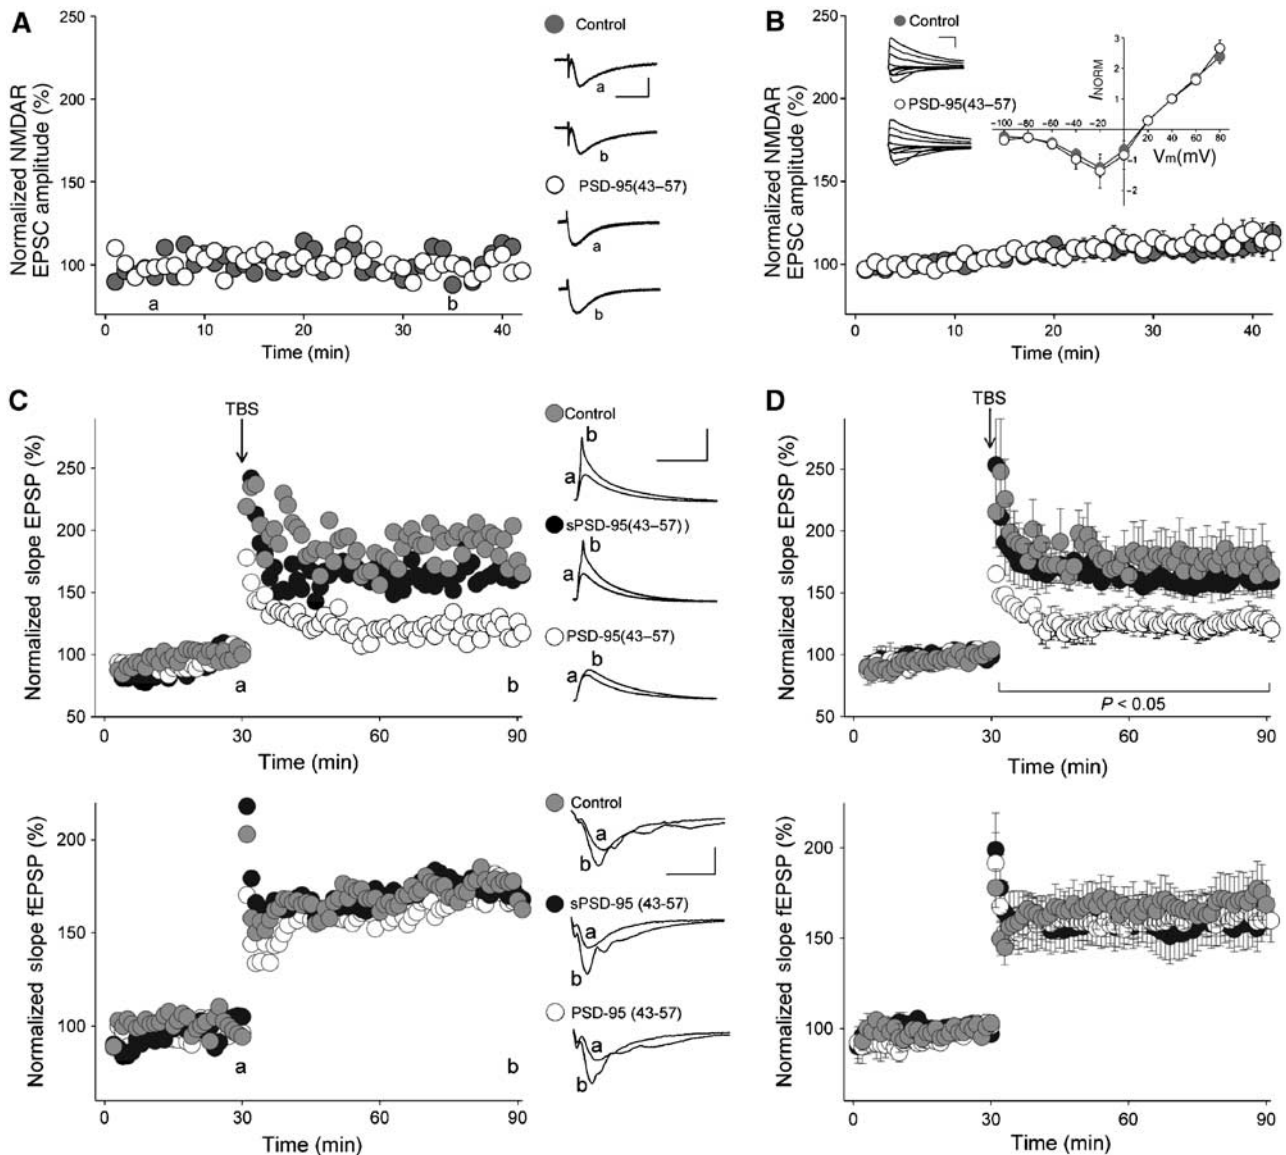 A
Normalized NMDAR
EPSC amplitude (%)
250
200
150
100
0
10
20
30
40
Time (min)
a
b
Control
a
b
PSD-95(43–57)
a
b
B
Normalized NMDAR
EPSC amplitude (%)
250
200
150
100
0
10
20
30
40
Time (min)
Control
PSD-95(43–57)
INORM
3
2
1
−1
−2
−100
−80
−60
−40
−20
20
40
60
80
Vm(mV)
C
TBS
Normalized slope EPSP (%)
250
200
150
100
50
0
30
60
90
Time (min)
a
b
Control
b
a
sPSD-95(43–57))
b
a
PSD-95(43–57)
b
a
D
TBS
Normalized slope EPSP (%)
250
200
150
100
50
P < 0.05
0
30
60
90
Time (min)
Normalized slope fEPSP (%)
200
150
100
0
30
60
90
Time (min)
a
b
Control
a
b
sPSD-95 (43-57)
a
b
PSD-95 (43-57)
a
b
Normalized slope fEPSP (%)
200
150
100
0
30
60
90
Time (min)